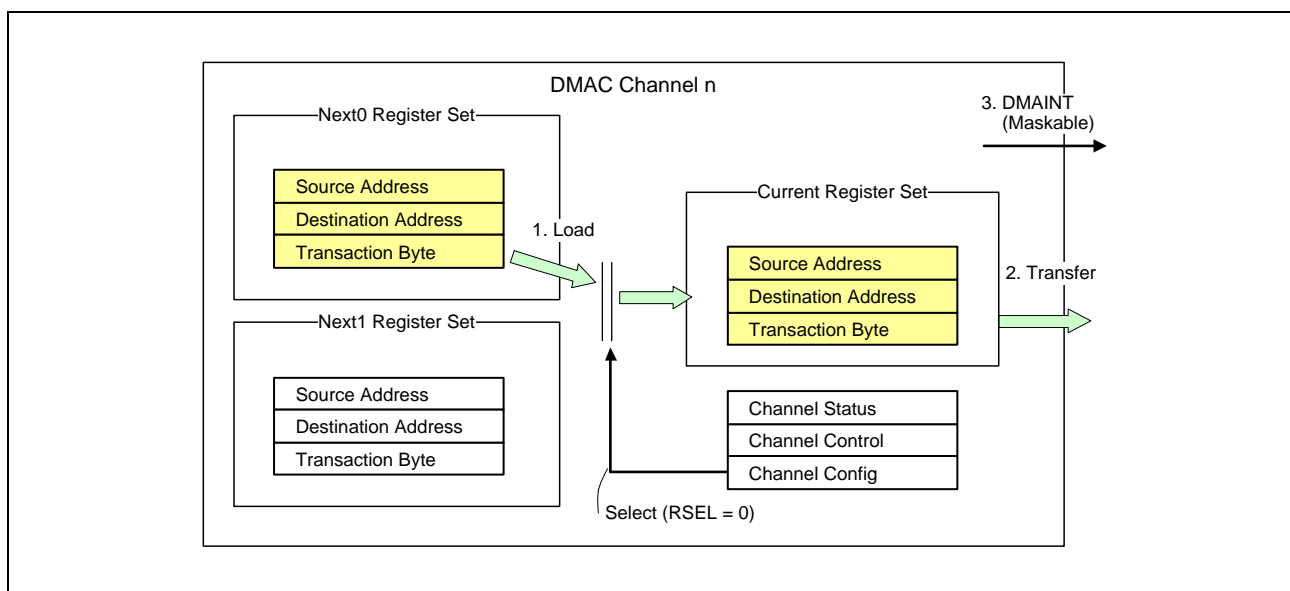 DMAC Channel n
Next0 Register Set
Source Address
Destination Address
Transaction Byte
Next1 Register Set
Source Address
Destination Address
Transaction Byte
1. Load
Select (RSEL = 0)
Current Register Set
Source Address
Destination Address
Transaction Byte
Channel Status
Channel Control
Channel Config
2. Transfer
3. DMAINT
(Maskable)